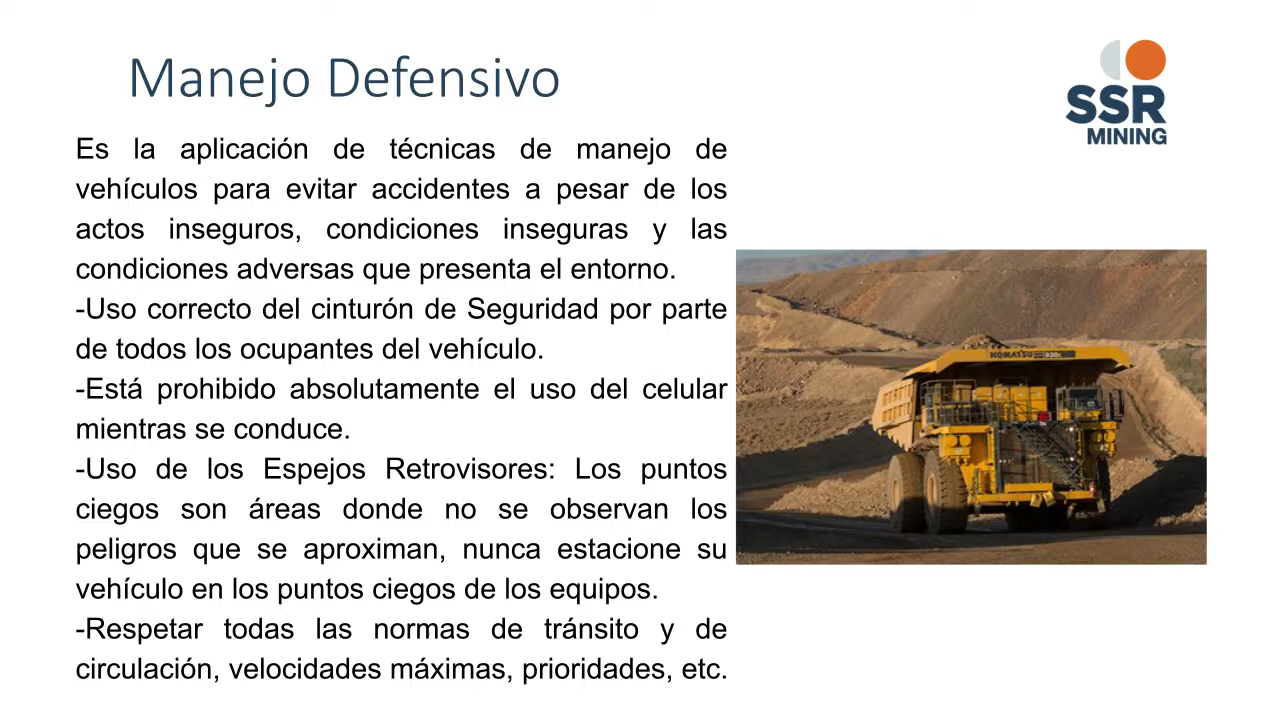 Manejo Defensivo
SSR
MINING
Es la aplicación de técnicas de manejo de
vehículos para evitar accidentes a pesar de los
actos inseguros, condiciones inseguras y las
condiciones adversas que presenta el entorno.
-Uso correcto del cinturón de Seguridad por parte
de todos los ocupantes del vehículo.
-Está prohibido absolutamente el uso del celular
mientras se conduce.
-Uso de los Espejos Retrovisores: Los puntos
ciegos son áreas donde no se observan los
peligros que se aproximan, nunca estacione su
vehículo en los puntos ciegos de los equipos.
-Respetar todas las normas de tránsito y de
circulación, velocidades máximas, prioridades, etc.
KOMATSU 930E